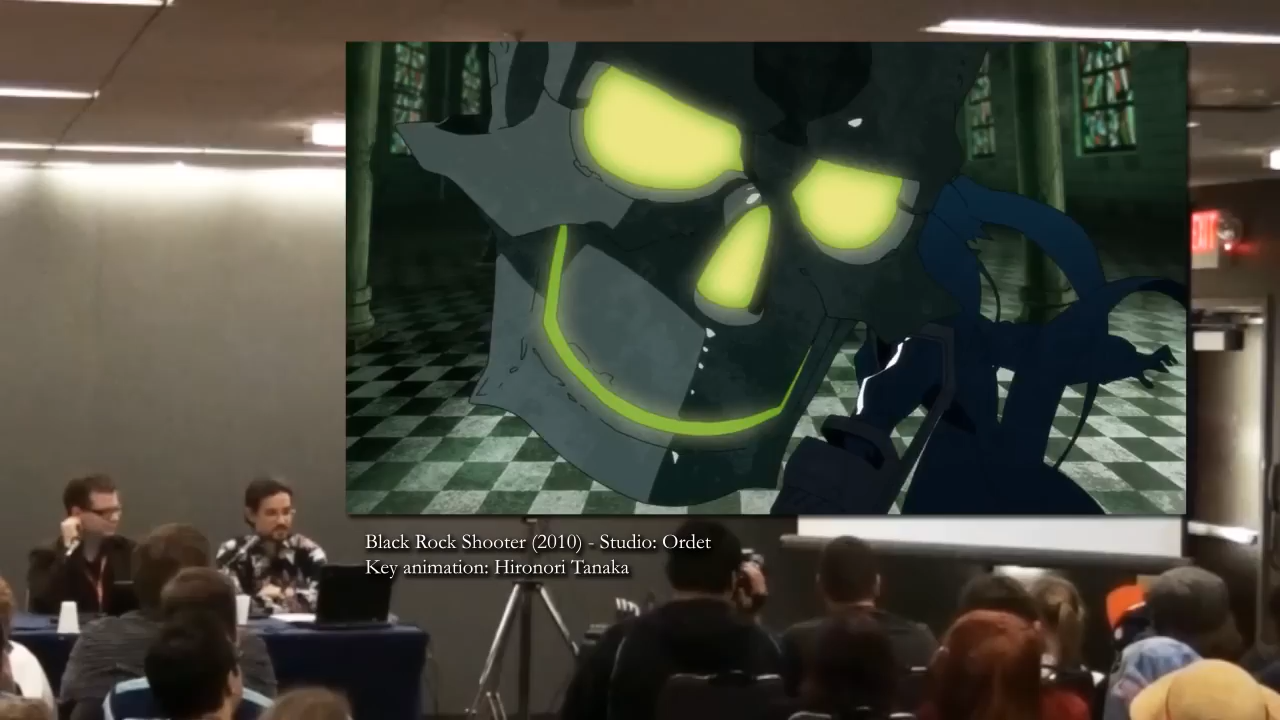 Black Rock Shooter (2010) - Studio: Ordet
Key animation: Hironori Tanaka